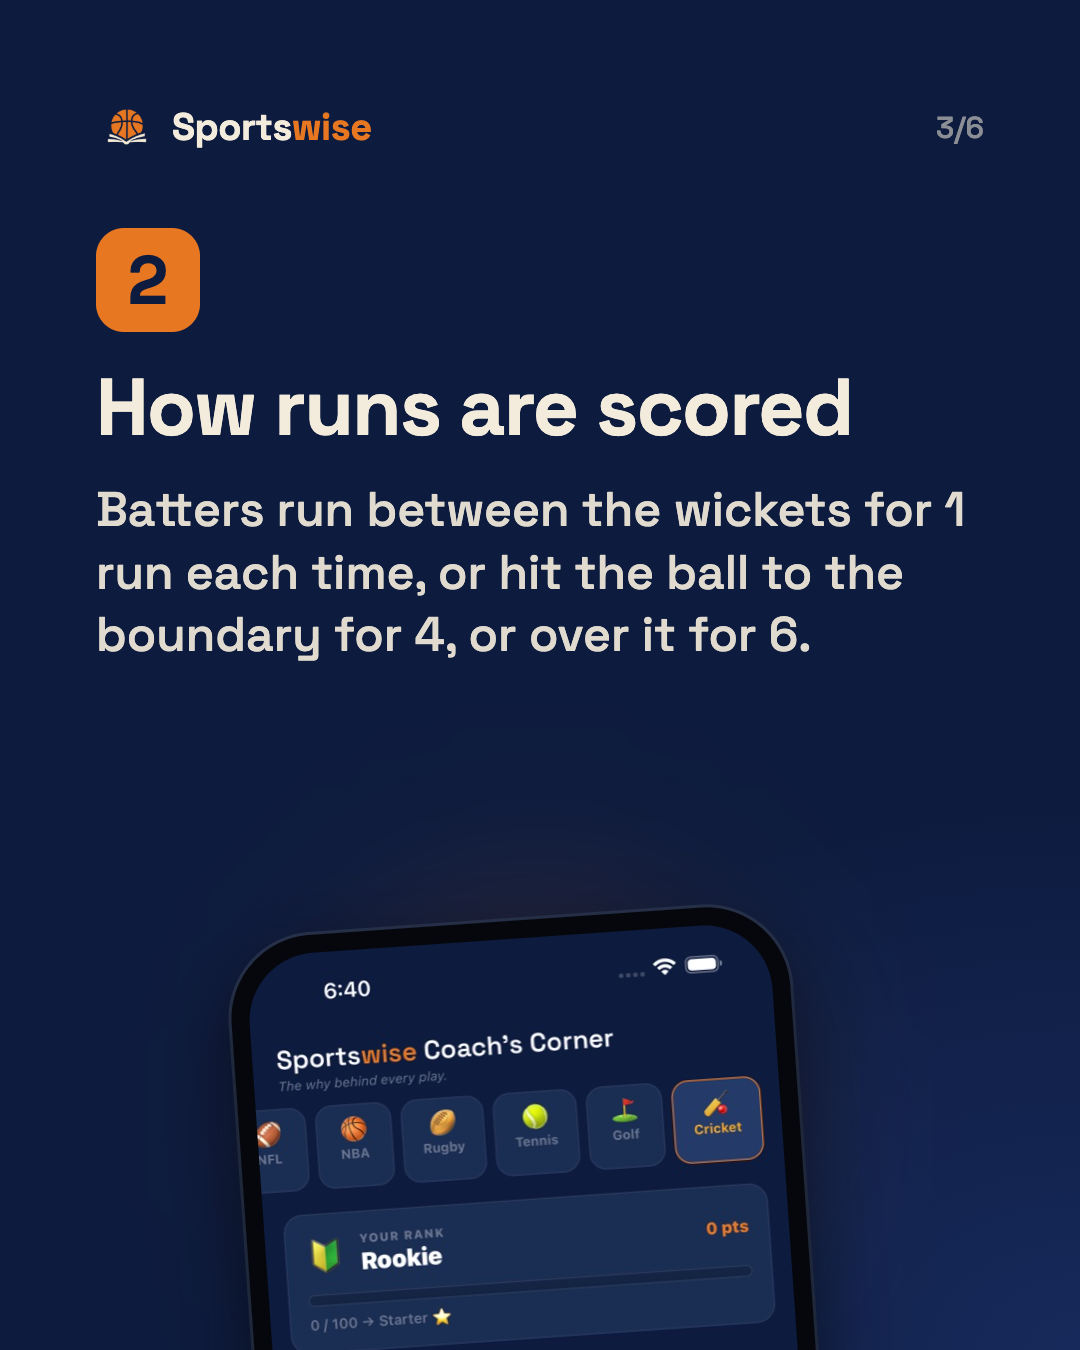 Sportswise
3/6
2
How runs are scored
Batters run between the wickets for 1
run each time, or hit the ball to the
boundary for 4, or over it for 6.
6:40
Sportswise Coach's Corner
The why behind every play.
NFL
NBA
Rugby
Tennis
Golf
Cricket
YOUR RANK
Rookie
0 pts
0 / 100 → Starter ⭐